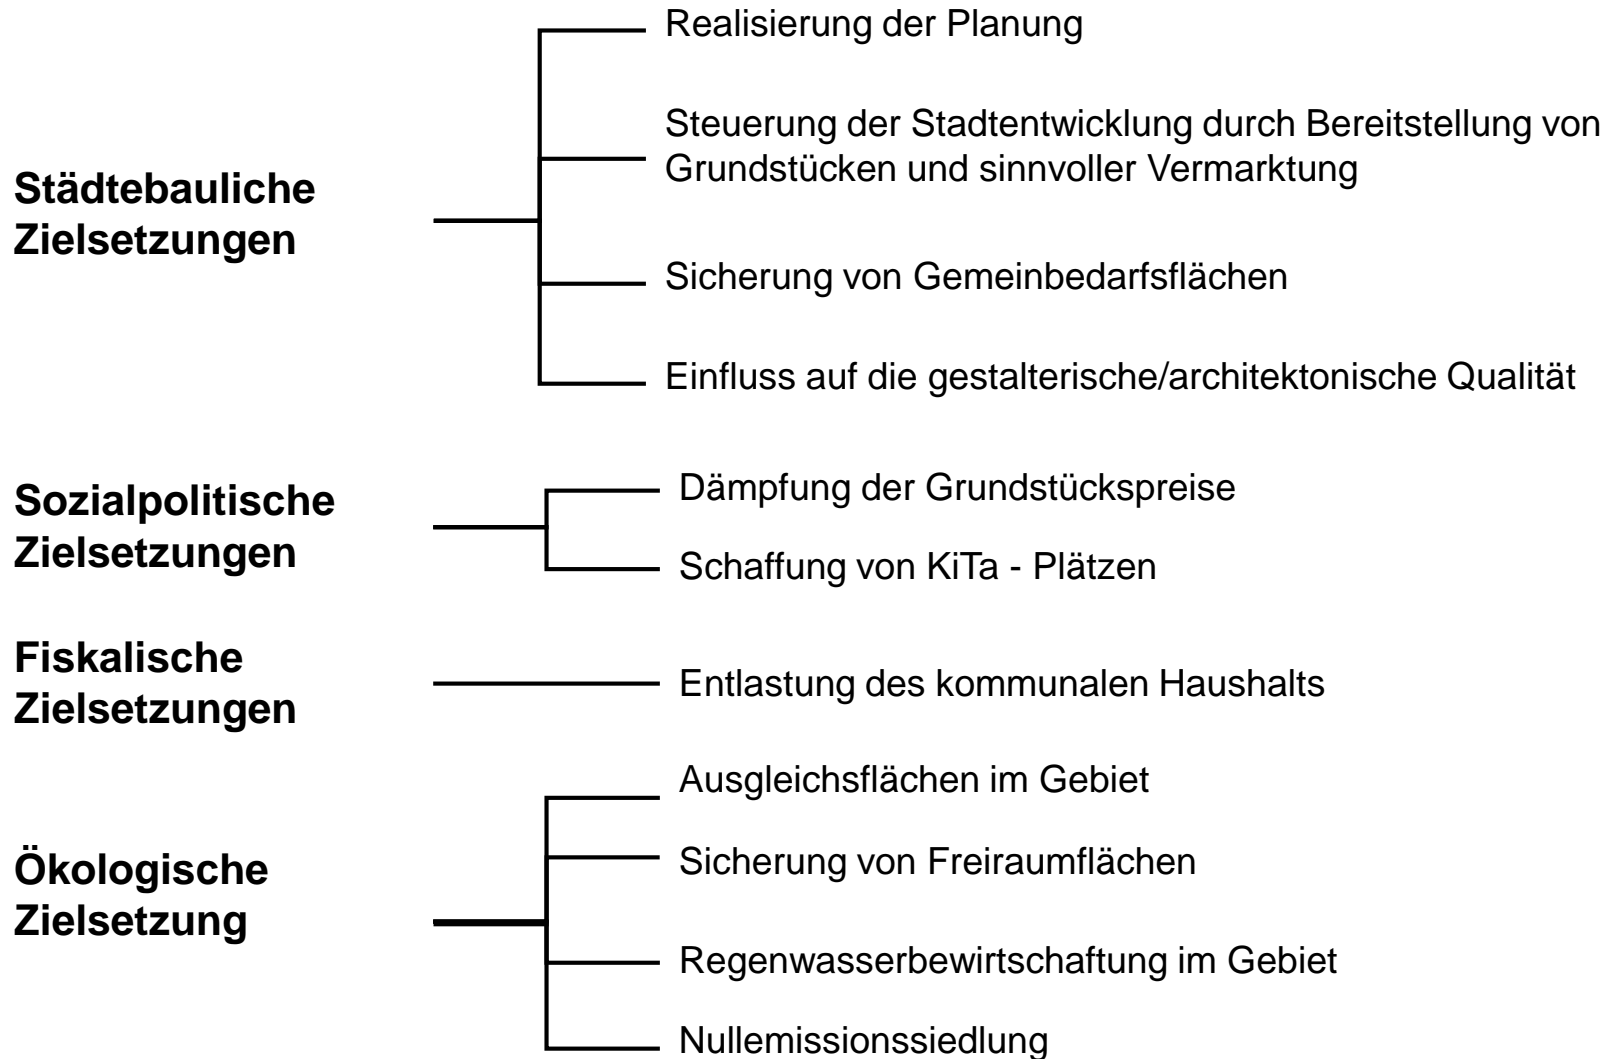 Städtebauliche
Zielsetzungen
Realisierung der Planung
Steuerung der Stadtentwicklung durch Bereitstellung von
Grundstücken und sinnvoller Vermarktung
Sicherung von Gemeinbedarfsflächen
Einfluss auf die gestalterische/architektonische Qualität
Sozialpolitische
Zielsetzungen
Dämpfung der Grundstückspreise
Schaffung von KiTa - Plätzen
Fiskalische
Zielsetzungen
Entlastung des kommunalen Haushalts
Ökologische
Zielsetzung
Ausgleichsflächen im Gebiet
Sicherung von Freiraumflächen
Regenwasserbewirtschaftung im Gebiet
Nullemissionssiedlung